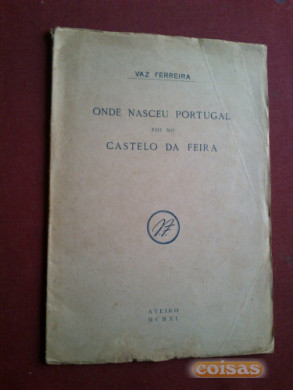 VAZ FERREIRA
ONDE NASCEU PORTUGAL
FOI NO
CASTELO DA FEIRA
VF
AVEIRO
MCMXL
coisas